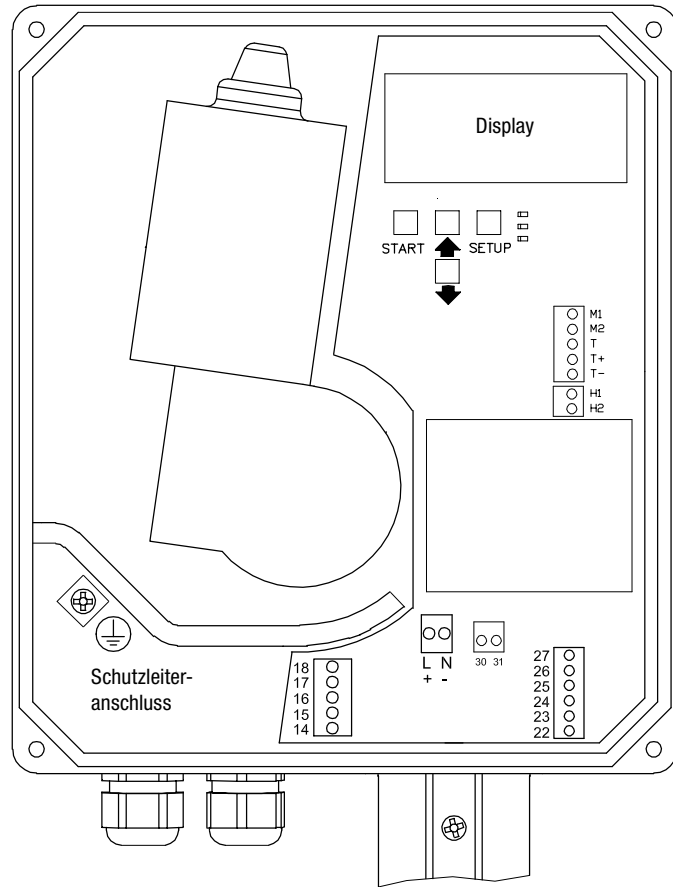 Display
START
SETUP
M1
M2
T
T+
T-
H1
H2
L N
+ -
30 31
Schutzleiter-
anschluss
18
17
16
15
14
27
26
25
24
23
22